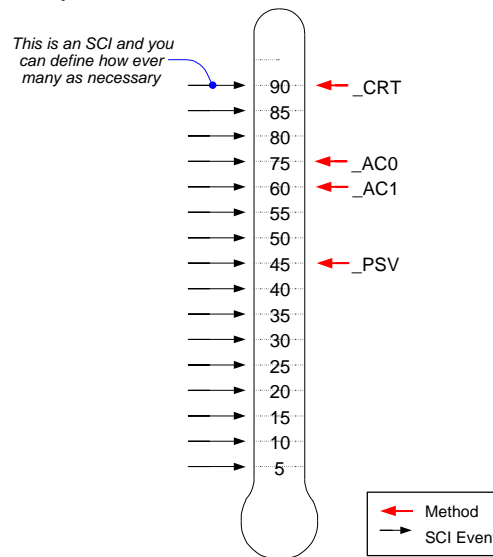 This is an SCI and you
can define how ever
many as necessary
90
_CRT
85
80
75
_AC0
60
_AC1
55
50
45
_PSV
40
35
30
25
20
15
10
5
Method
SCI Event